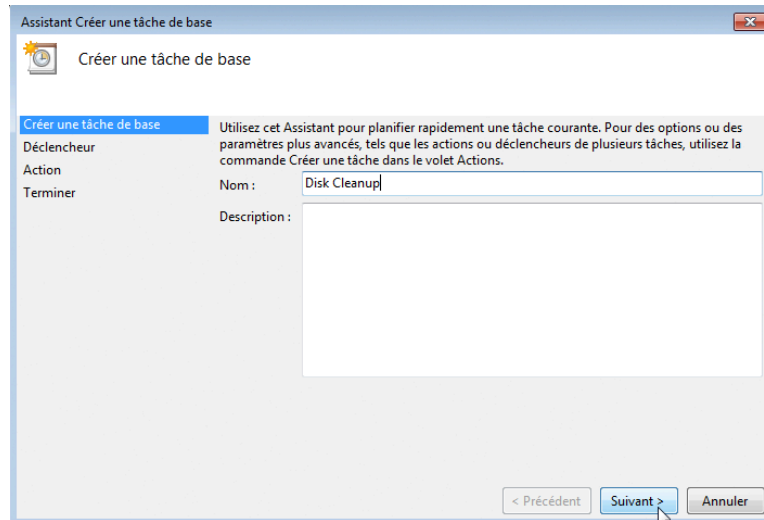 Assistant Créer une tâche de base
Créer une tâche de base
Créer une tâche de base
Déclencheur
Action
Terminer
Utilisez cet Assistant pour planifier rapidement une tâche courante. Pour des options ou des
paramètres plus avancés, tels que les actions ou déclencheurs de plusieurs tâches, utilisez la
commande Créer une tâche dans le volet Actions.
Nom : Disk Cleanup
Description :
< Précédent Suivant > Annuler